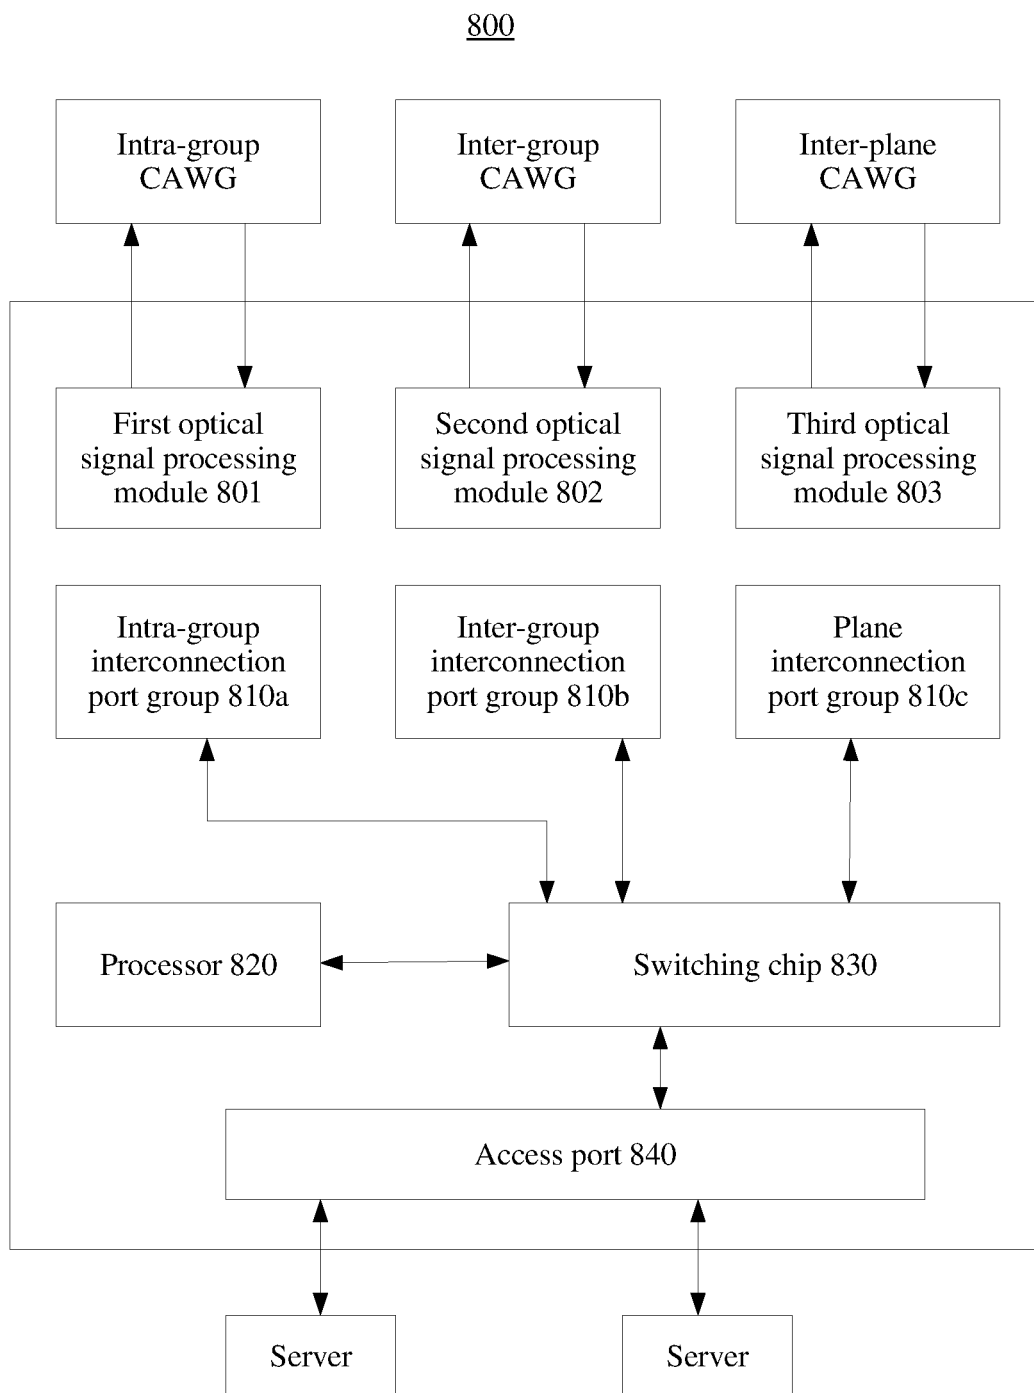 800
Intra-group
CAWG
Inter-group
CAWG
Inter-plane
CAWG
First optical
signal processing
module 801
Second optical
signal processing
module 802
Third optical
signal processing
module 803
Intra-group
interconnection
port group 810a
Inter-group
interconnection
port group 810b
Plane
interconnection
port group 810c
Processor 820
Switching chip 830
Access port 840
Server
Server